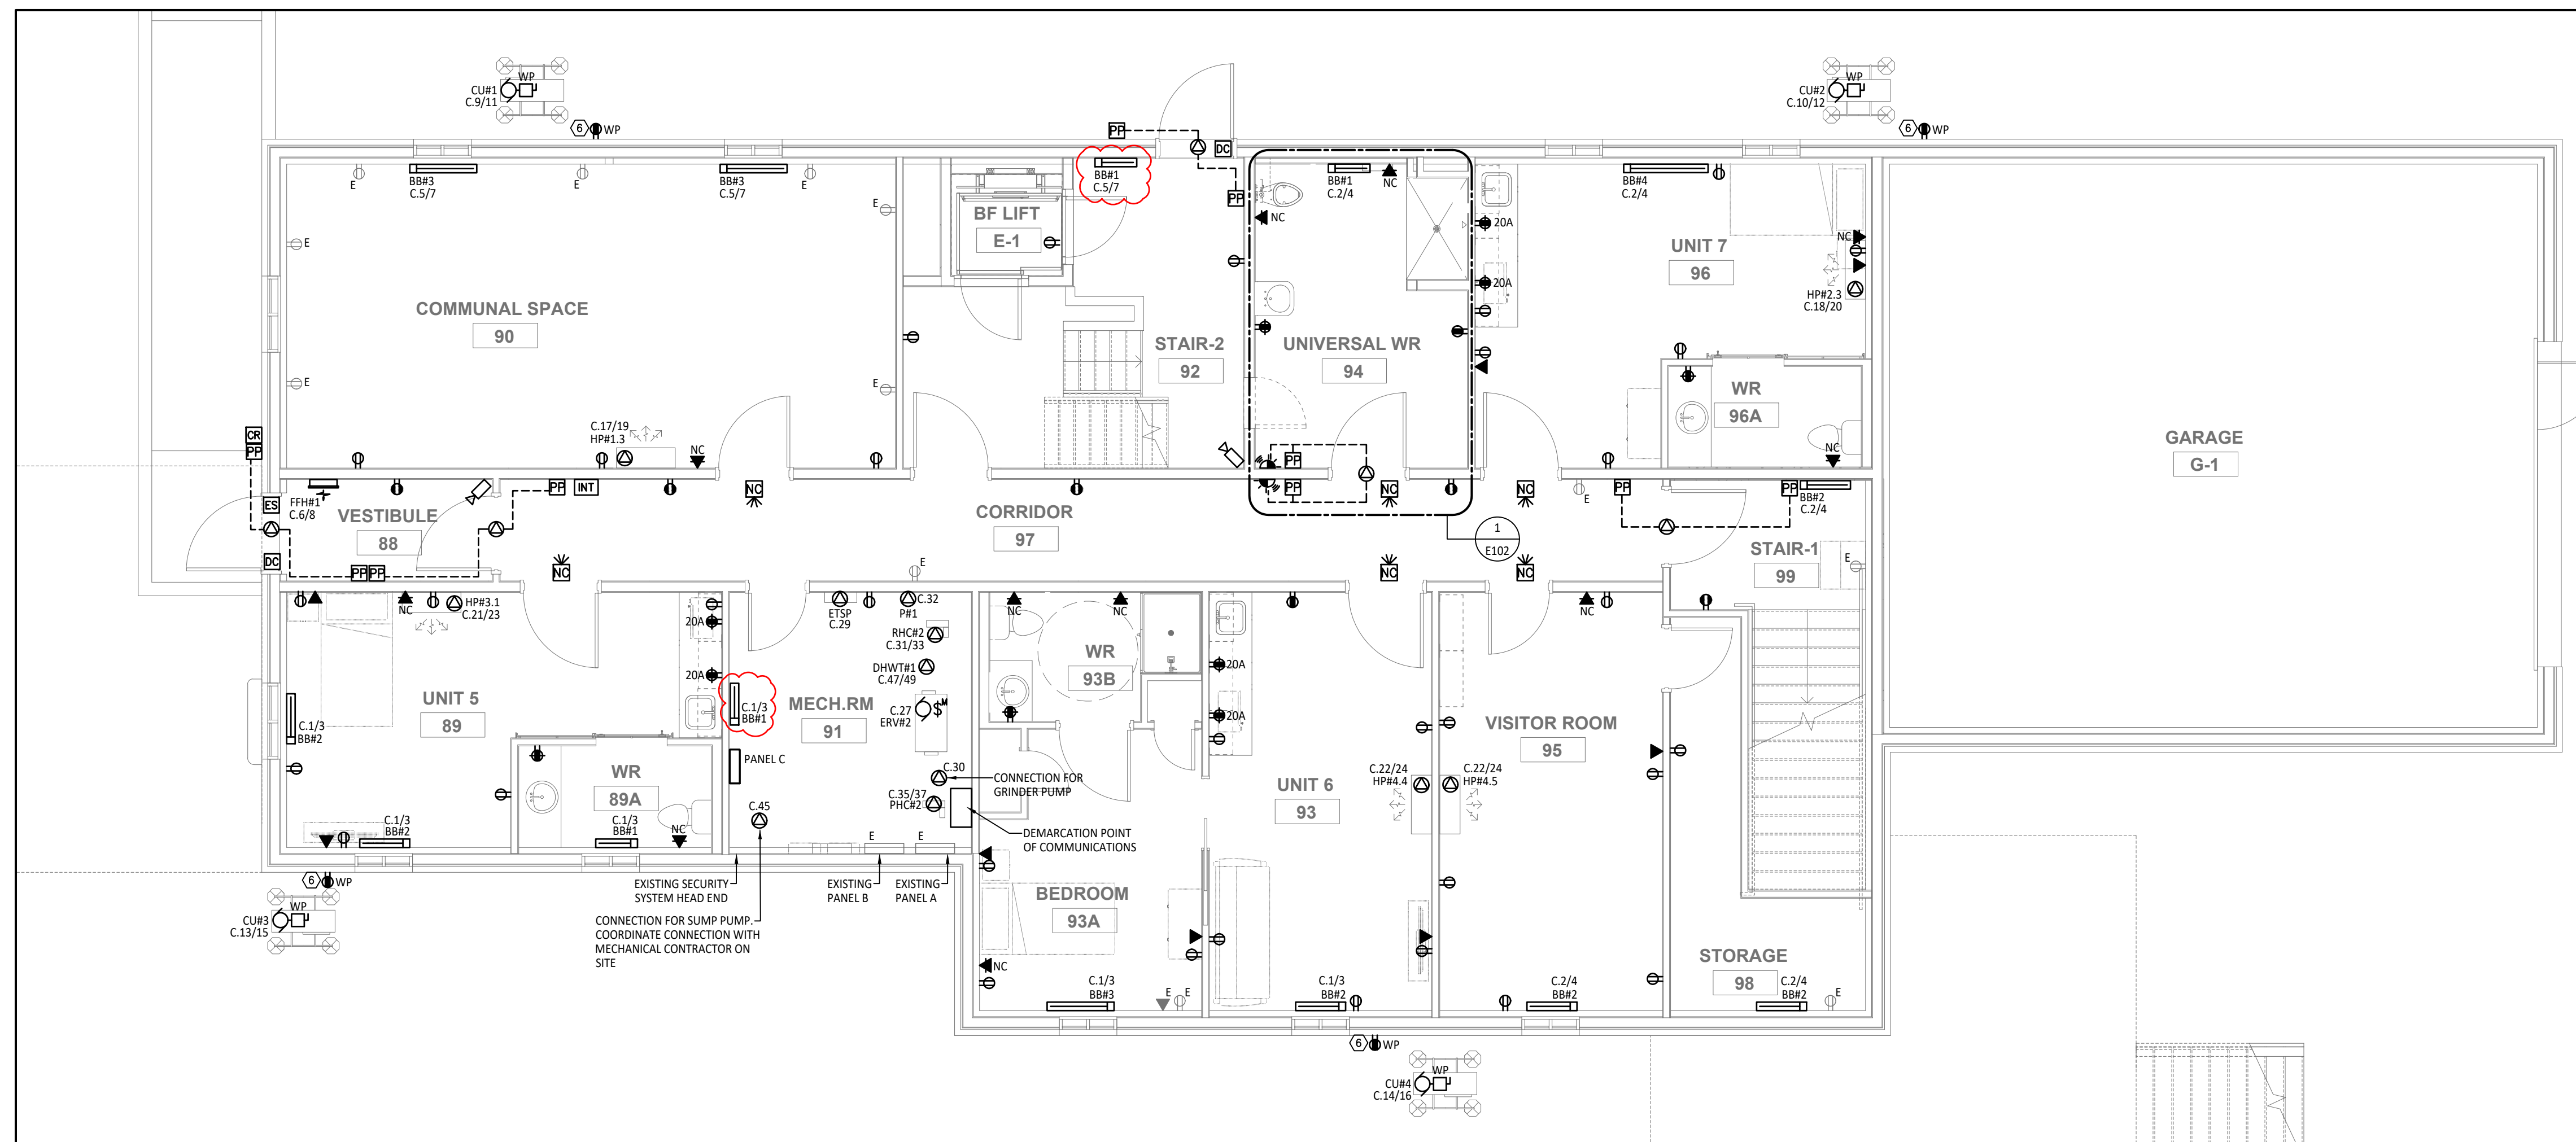 WP
CU#1
C.9/11
6
WP
WP
CU#2
C.10/12
6
WP
PP
DC
PP
E
BB#3
C.5/7
E
BB#3
C.5/7
E
E
E
E
E
COMMUNAL SPACE
90
C.17/19
HP#1.3
NC
BF LIFT
E-1
BB#1
C.5/7
STAIR-2
92
BB#1
C.2/4
NC
NC
UNIVERSAL WR
94
PP
PP
BB#4
C.2/4
20A
20A
UNIT 7
96
NC
HP#2.3
C.18/20
WR
96A
NC
GARAGE
G-1
CR
PP
ES
DC
FFH#1
C.6/8
VESTIBULE
88
PP
PP
PP
INT
NC
NC
CORRIDOR
97
E
NC
NC
NC
NC
1
E102
E
PP
PP
BB#2
C.2/4
STAIR-1
99
E
NC
HP#3.1
C.21/23
20A
20A
UNIT 5
89
C.1/3
BB#2
C.1/3
BB#2
WR
89A
C.1/3
BB#1
NC
ETSP
C.29
C.32
P#1
RHC#2
C.31/33
DHWT#1
C.47/49
C.1/3
BB#1
MECH.RM
91
C.27
ERV#2
$M
PANEL C
C.30
CONNECTION FOR
GRINDER PUMP
C.35/37
PHC#2
C.45
DEMARCATION POINT
OF COMMUNICATIONS
E
E
EXISTING SECURITY
SYSTEM HEAD END
EXISTING
PANEL B
EXISTING
PANEL A
CONNECTION FOR SUMP PUMP.
COORDINATE CONNECTION WITH
MECHANICAL CONTRACTOR ON
SITE
NC
NC
WR
93B
20A
20A
UNIT 6
93
C.22/24
HP#4.4
C.22/24
HP#4.5
NC
VISITOR ROOM
95
BEDROOM
93A
NC
C.1/3
BB#3
E
E
C.1/3
BB#2
C.2/4
BB#2
STORAGE
98
C.2/4
BB#2
E
6
WP
WP
CU#3
C.13/15
6
WP
WP
CU#4
C.14/16